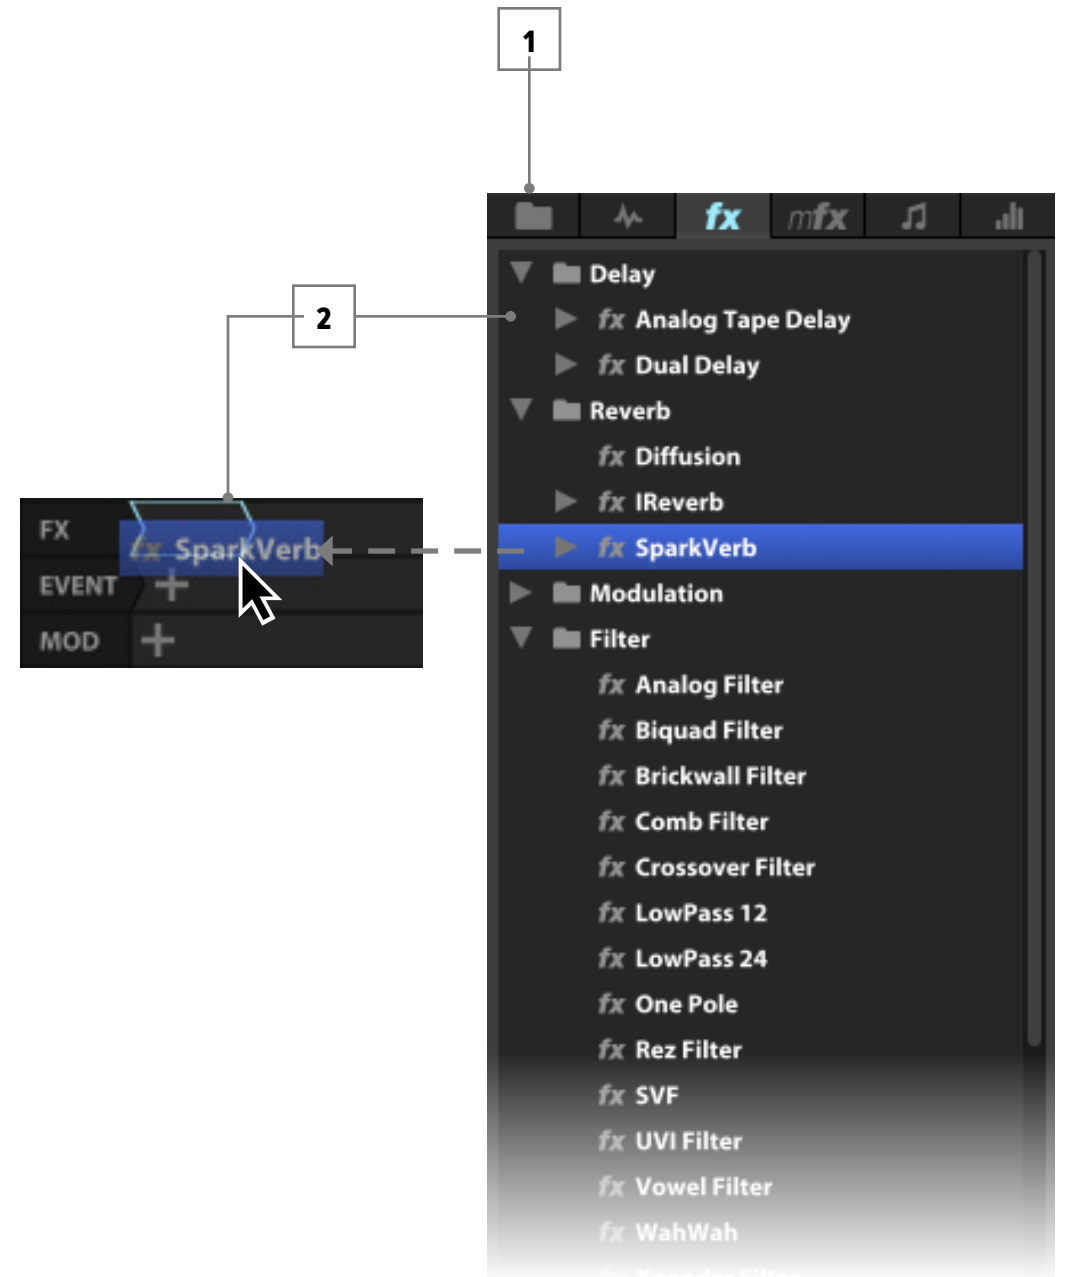 1
fx
mfx
Delay
2
fx Analog Tape Delay
fx Dual Delay
Reverb
fx Diffusion
fx IReverb
FX
fx SparkVerb
fx SparkVerb
EVENT
Modulation
MOD
Filter
fx Analog Filter
fx Biquad Filter
fx Brickwall Filter
fx Comb Filter
fx Crossover Filter
fx LowPass 12
fx LowPass 24
fx One Pole
fx Rez Filter
fx SVF
fx UVI Filter
fx Vowel Filter
fx WahWah